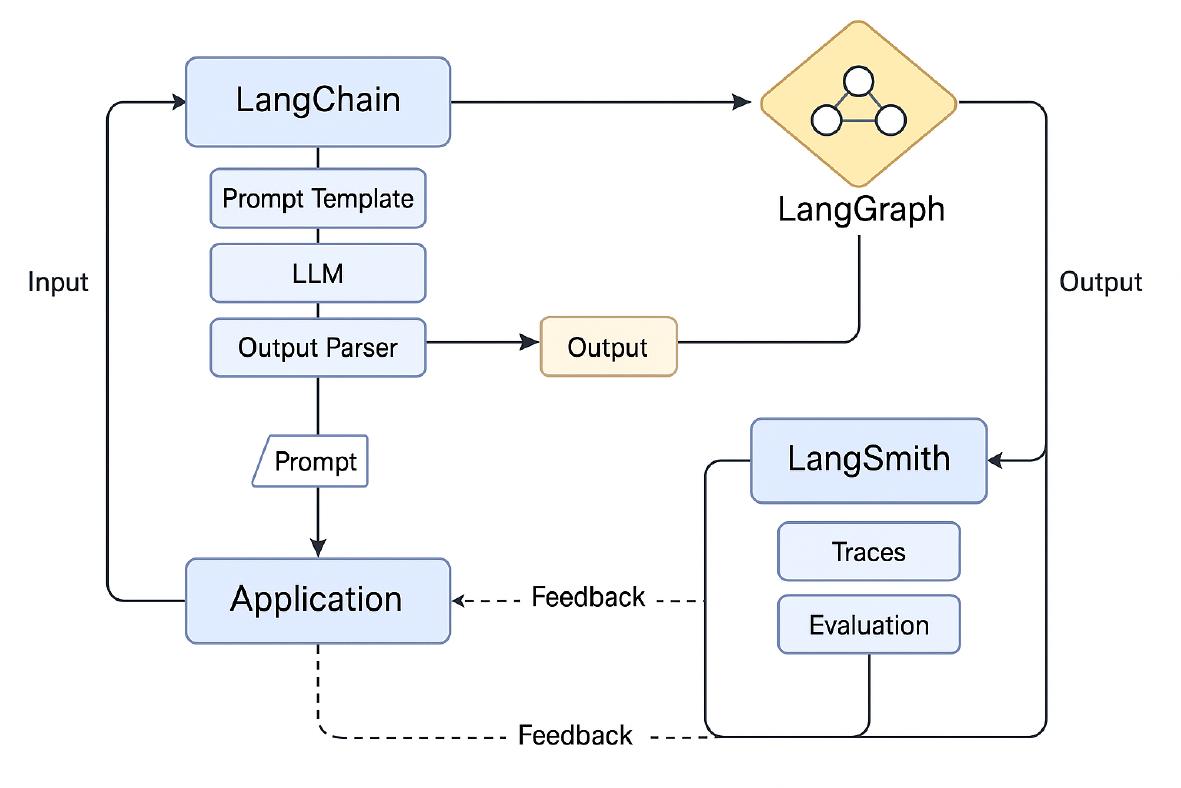 LangChain
Prompt Template
LLM
Output Parser
Input
Output
LangGraph
Output
Prompt
LangSmith
Traces
Evaluation
Application
Feedback
Feedback